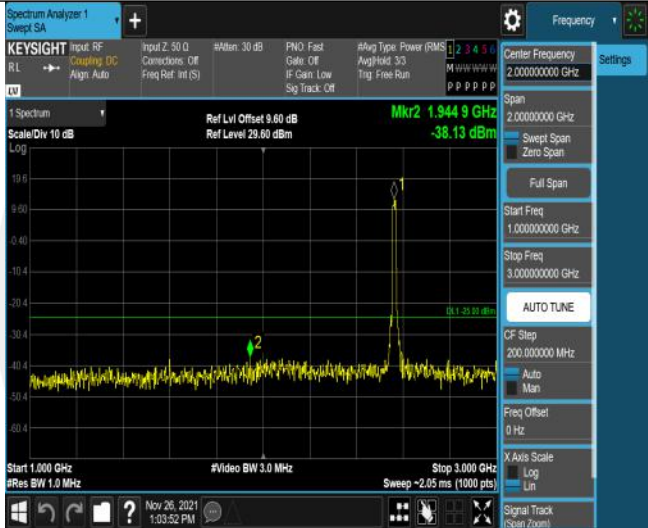 Spectrum Analyzer 1
Swept SA
+
Frequency
KEYSIGHT
RL
LV
Input: RF
Coupling: DC
Align: Auto
Input Z: 50 Ω
Corrections: Off
Freq Ref: Int (S)
#Atten: 30 dB
PNO: Fast
Gate: Off
IF Gain: Low
Sig Track: Off
#Avg Type: Power (RMS
Avg|Hold: 3/3
Trig: Free Run
1 2 3 4 5 6
M W W W W W
P P P P P P
1 Spectrum
Scale/Div 10 dB
Log
Ref Lvl Offset 9.60 dB
Ref Level 29.60 dBm
Mkr2 1.944 9 GHz
-38.13 dBm
19.6
9.60
-0.40
-10.4
-20.4
-30.4
-40.4
-50.4
-60.4
1
DL1 -25.00 dBm
2
Start 1.000 GHz
#Res BW 1.0 MHz
#Video BW 3.0 MHz
Stop 3.000 GHz
Sweep ~2.05 ms (1000 pts)
Nov 26, 2021
1:03:52 PM
Center Frequency
2.000000000 GHz
Settings
Span
2.00000000 GHz
Swept Span
Zero Span
Full Span
Start Freq
1.000000000 GHz
Stop Freq
3.000000000 GHz
AUTO TUNE
CF Step
200.000000 MHz
Auto
Man
Freq Offset
0 Hz
X Axis Scale
Log
Lin
Signal Track
(Span Zoom)